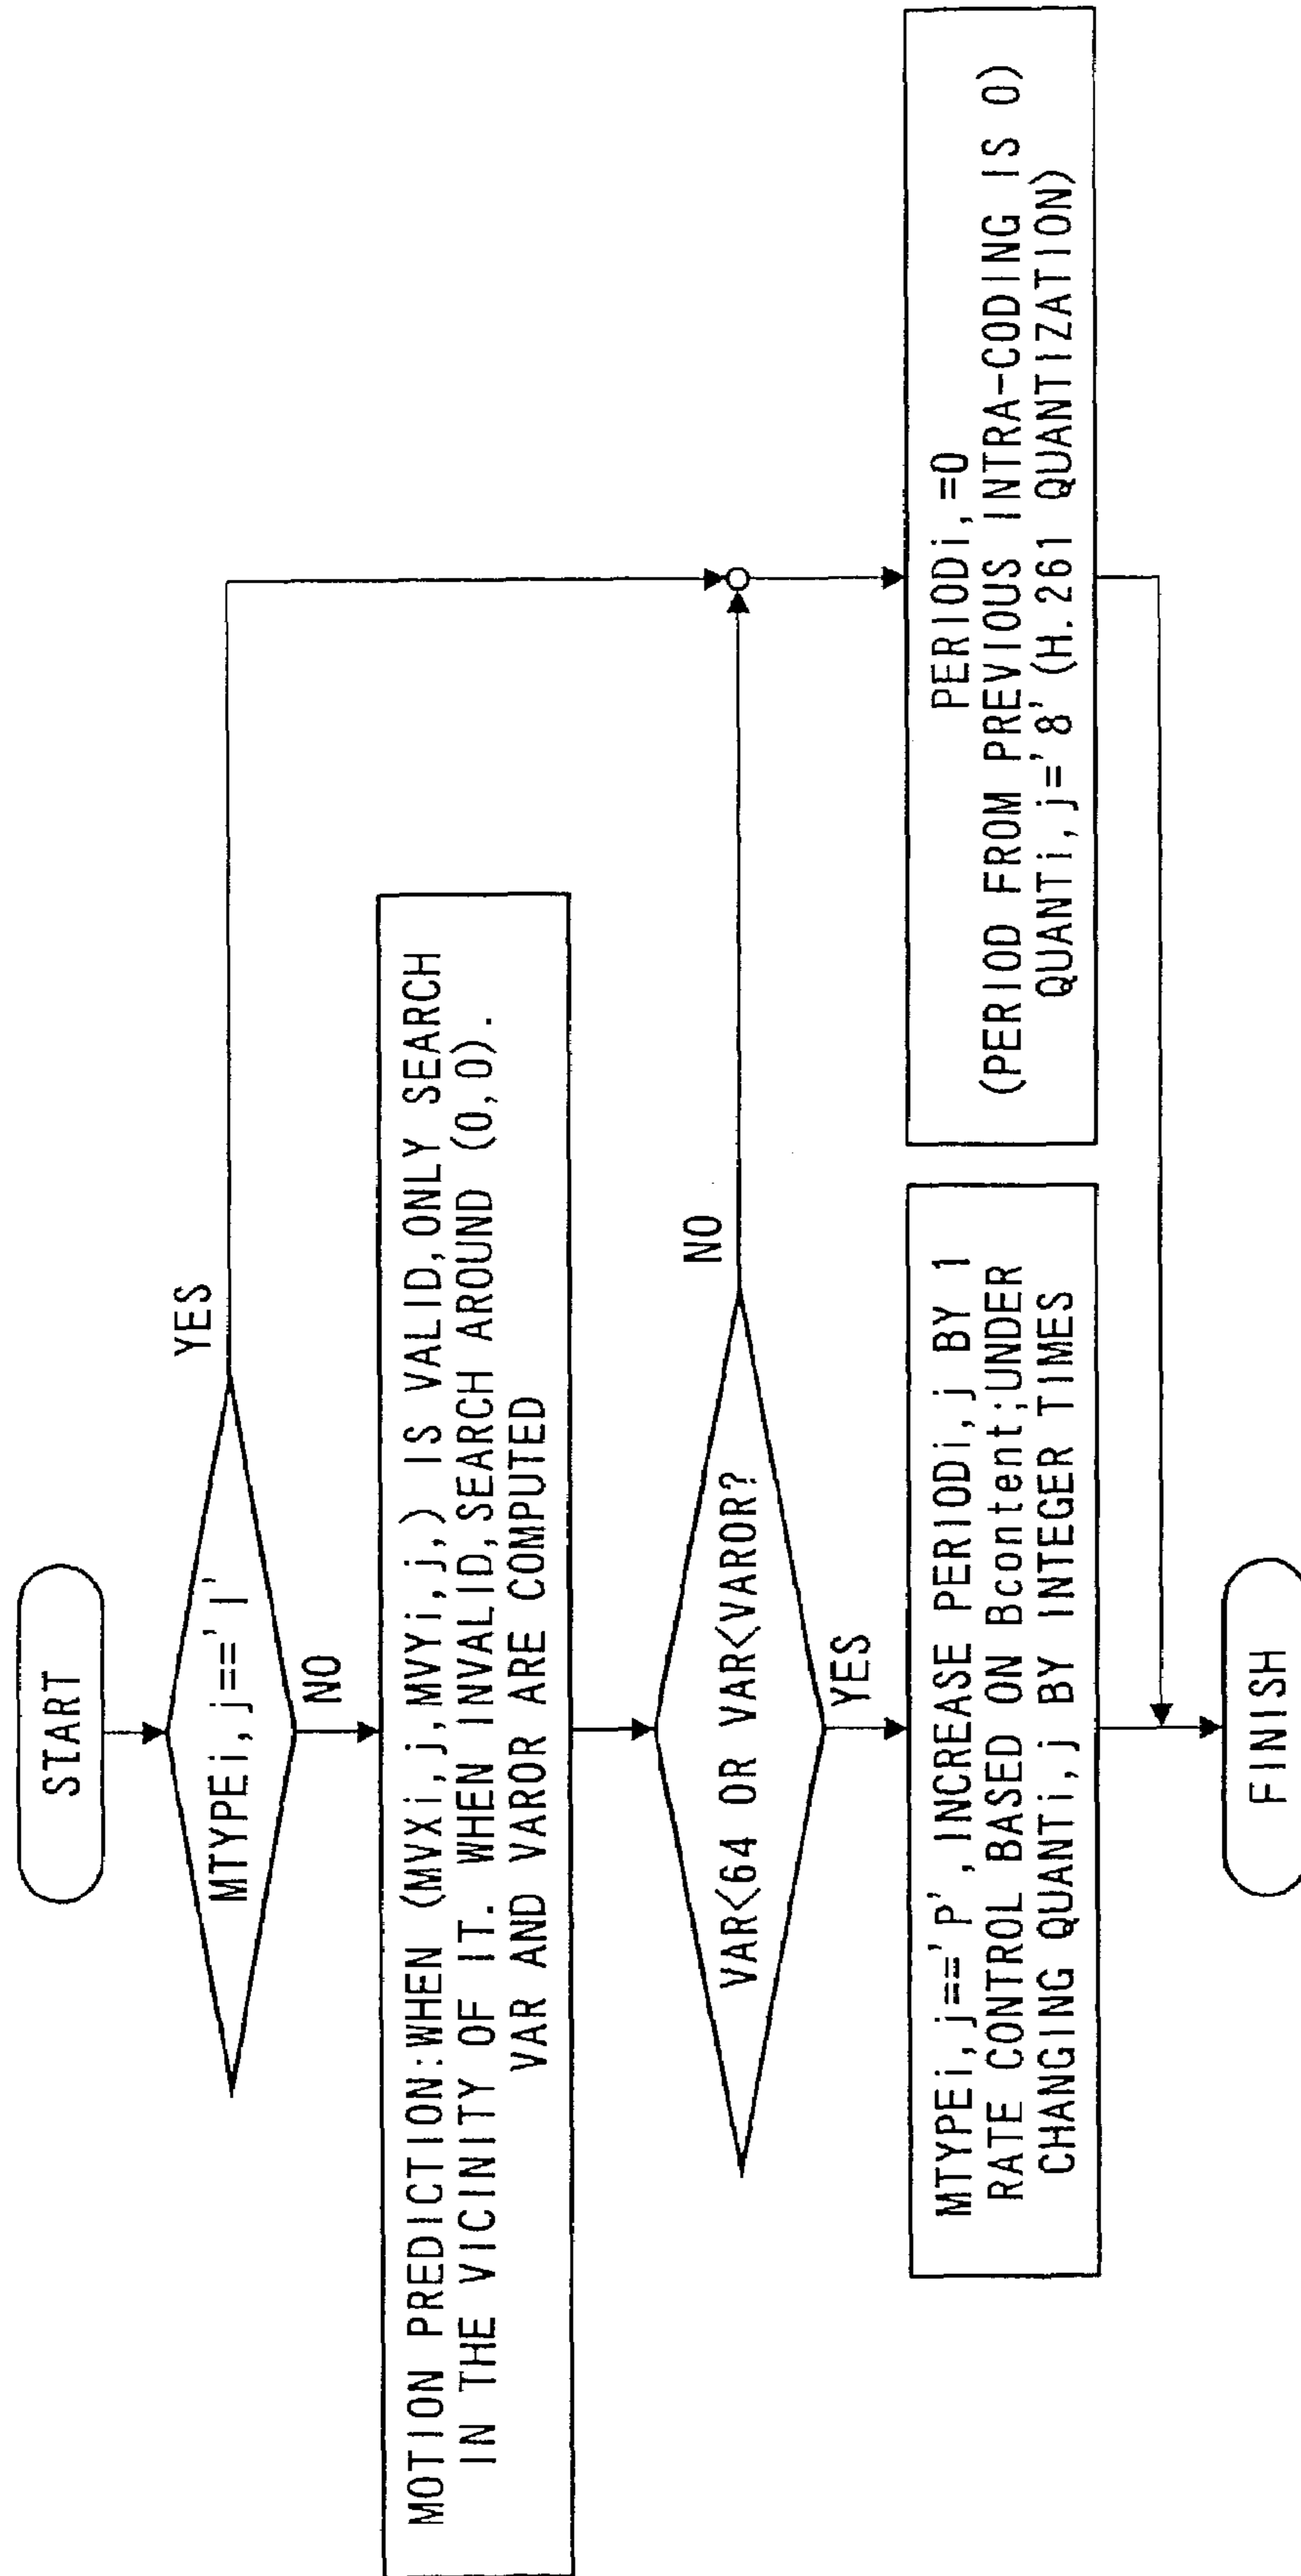 START
MTYPEi,j=='I'
YES
NO
MOTION PREDICTION:WHEN (MVXi,j,MVYi,j,) IS VALID,ONLY SEARCH
IN THE VICINITY OF IT. WHEN INVALID,SEARCH AROUND (0,0).
VAR AND VAROR ARE COMPUTED
VAR<64 OR VAR<VAROR?
NO
YES
MTYPEi,j=='P',INCREASE PERIODi,j BY 1
RATE CONTROL BASED ON Bcontent;UNDER
CHANGING QUANTi,j BY INTEGER TIMES
PERIODi,=0
(PERIOD FROM PREVIOUS INTRA-CODING IS 0)
QUANTi,j='8' (H.261 QUANTIZATION)
FINISH